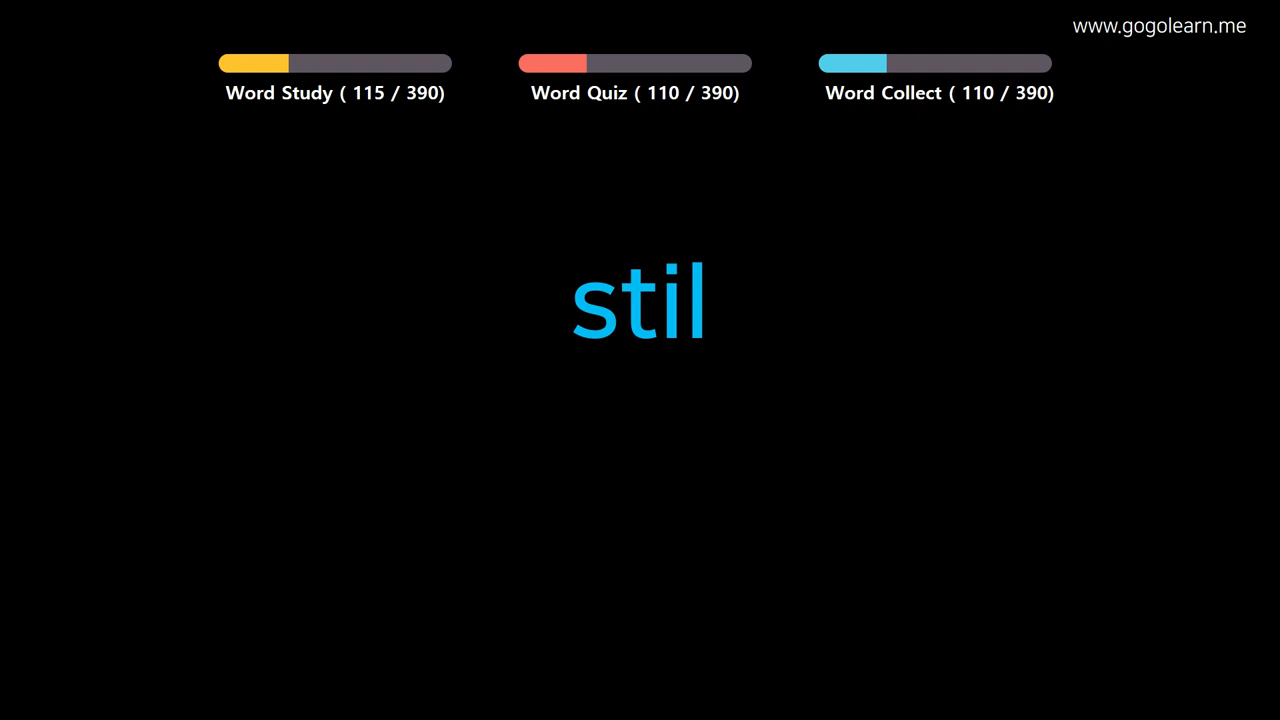 www.gogolearn.me
Word Study ( 115 / 390)
Word Quiz ( 110 / 390)
Word Collect ( 110 / 390)
stil